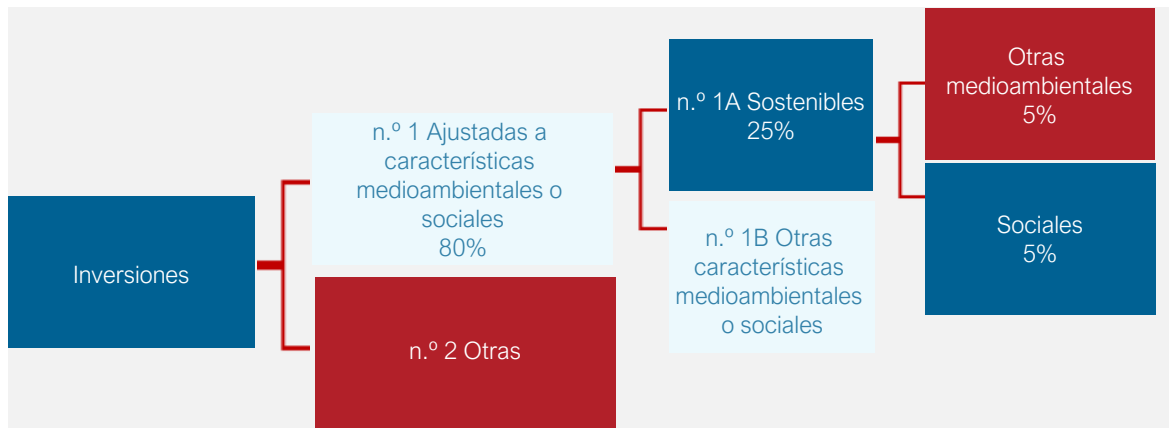 Inversiones
n.º 1 Ajustadas a
características
medioambientales o
sociales
80%
n.º 2 Otras
n.º 1A Sostenibles
25%
n.º 1B Otras
características
medioambientales
o sociales
Otras
medioambientales
5%
Sociales
5%